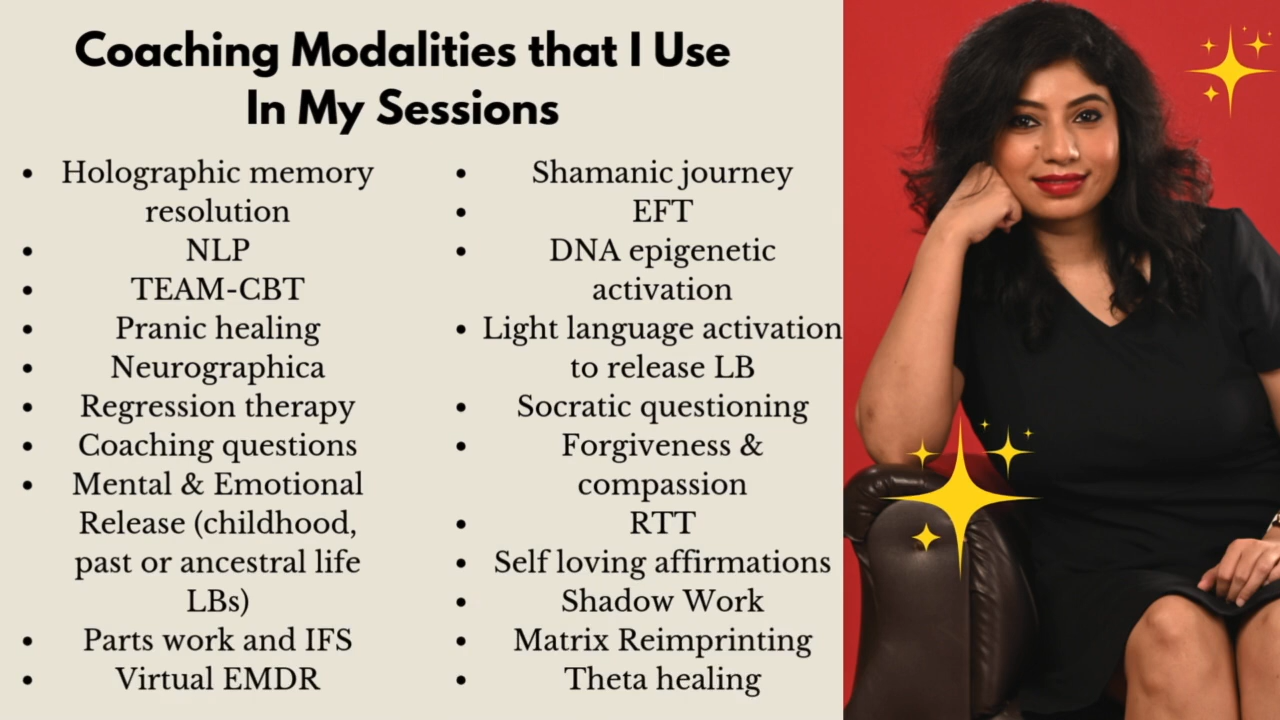 Coaching Modalities that I Use
In My Sessions
• Holographic memory
resolution
• NLP
• TEAM-CBT
• Pranic healing
• Neurographica
• Regression therapy
• Coaching questions
• Mental & Emotional
Release (childhood,
past or ancestral life
LBs)
• Parts work and IFS
• Virtual EMDR
• Shamanic journey
• EFT
• DNA epigenetic
activation
• Light language activation
to release LB
• Socratic questioning
• Forgiveness &
compassion
• RTT
• Self loving affirmations
• Shadow Work
• Matrix Reimprinting
• Theta healing